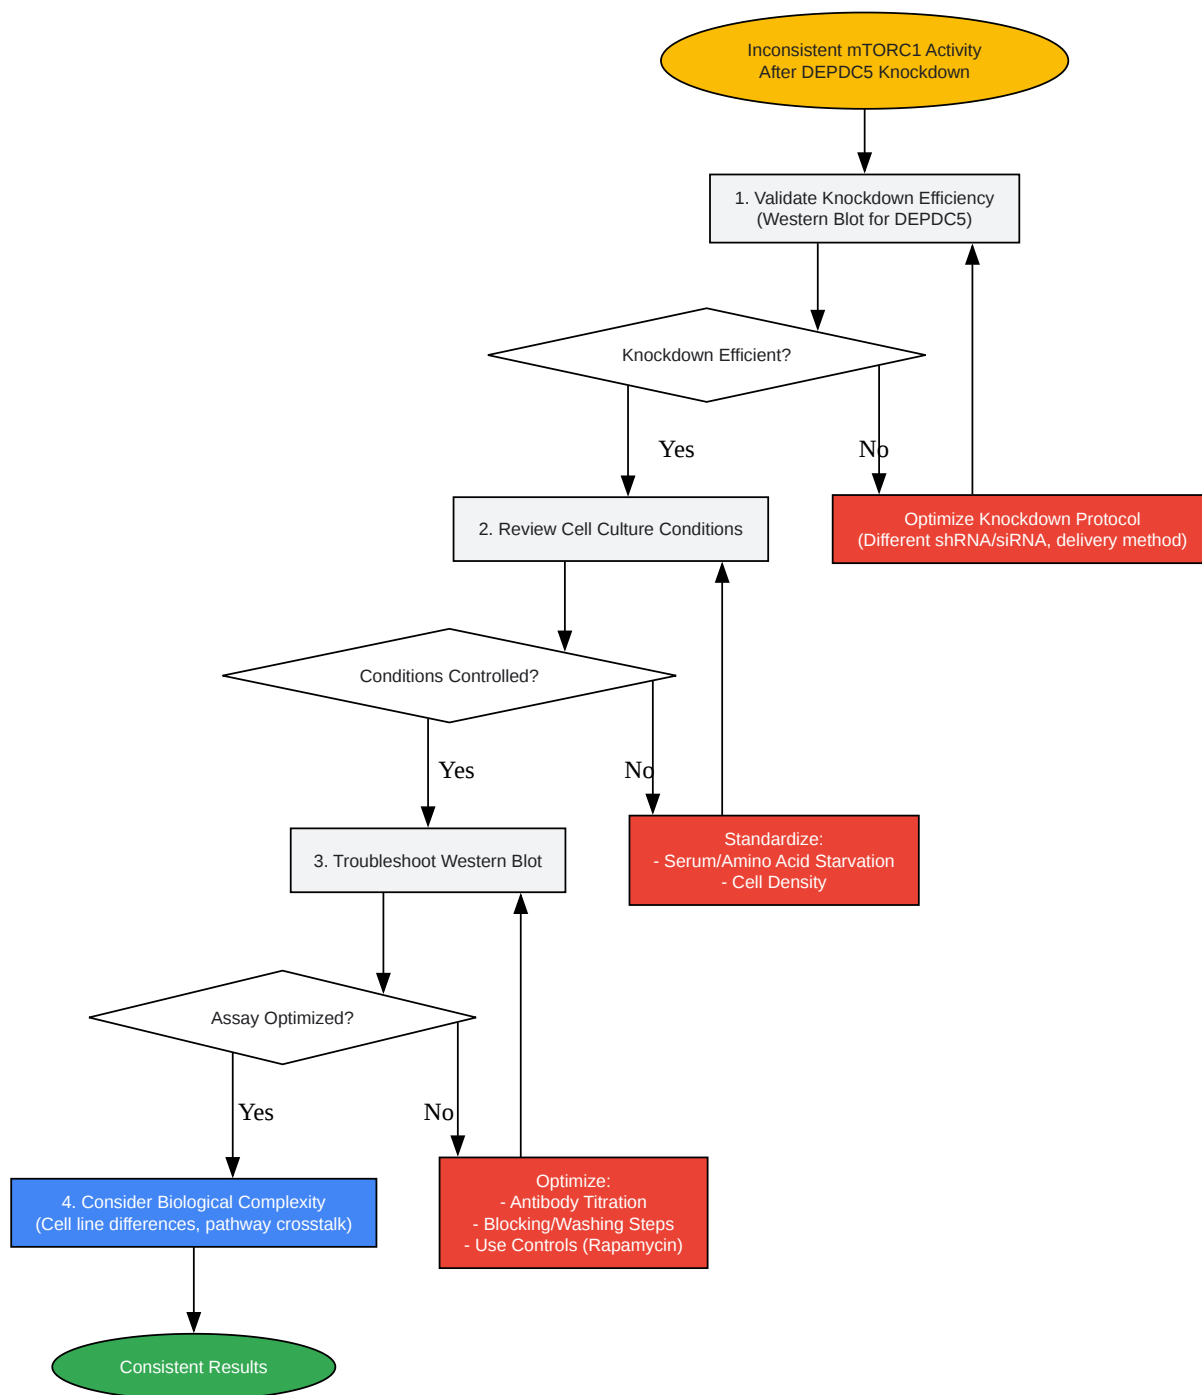 Inconsistent mTORC1 Activity
After DEPDC5 Knockdown
1. Validate Knockdown Efficiency
(Western Blot for DEPDC5)
Knockdown Efficient?
Yes
No
2. Review Cell Culture Conditions
Optimize Knockdown Protocol
(Different shRNA/siRNA, delivery method)
Conditions Controlled?
Yes
No
3. Troubleshoot Western Blot
Standardize:
- Serum/Amino Acid Starvation
- Cell Density
Assay Optimized?
Yes
No
4. Consider Biological Complexity
(Cell line differences, pathway crosstalk)
Optimize:
- Antibody Titration
- Blocking/Washing Steps
- Use Controls (Rapamycin)
Consistent Results